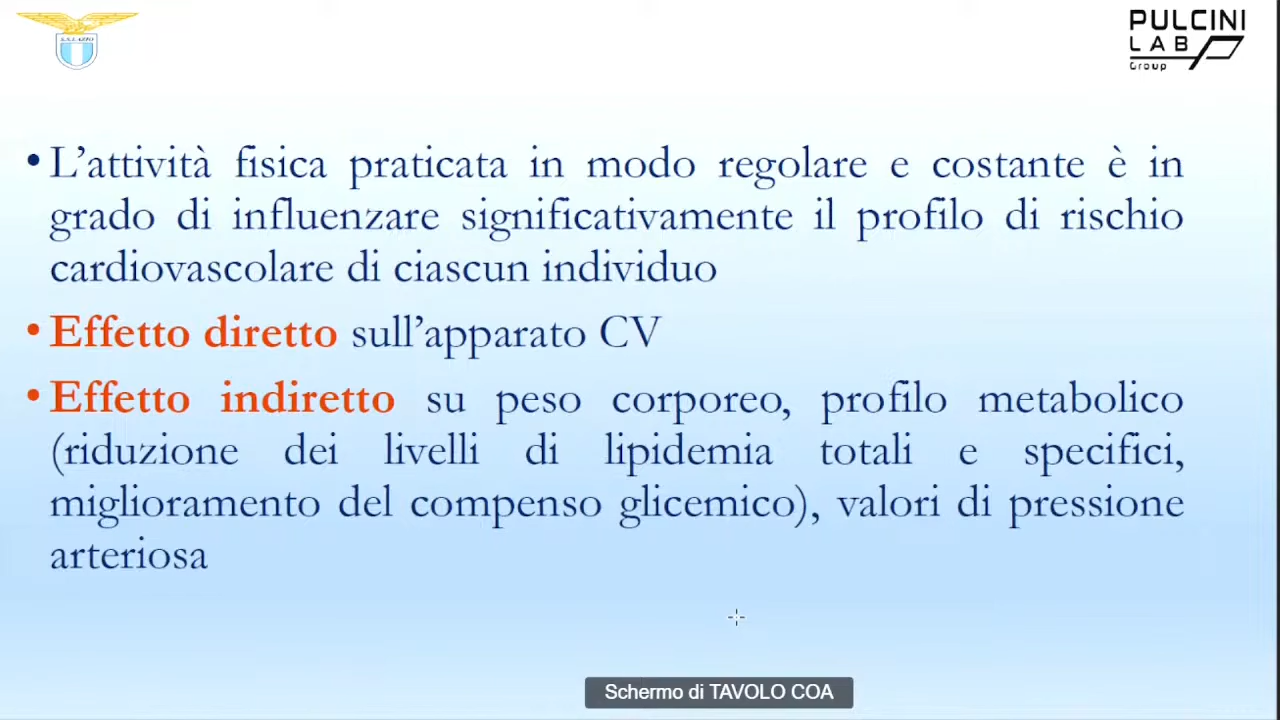 S.S.LAZIO
PULCINI
LAB
Group
• L'attività fisica praticata in modo regolare e costante è in
grado di influenzare significativamente il profilo di rischio
cardiovascolare di ciascun individuo
• Effetto diretto sull'apparato CV
• Effetto indiretto su peso corporeo, profilo metabolico
(riduzione dei livelli di lipidemia totali e specifici,
miglioramento del compenso glicemico), valori di pressione
arteriosa
Schermo di TAVOLO COA